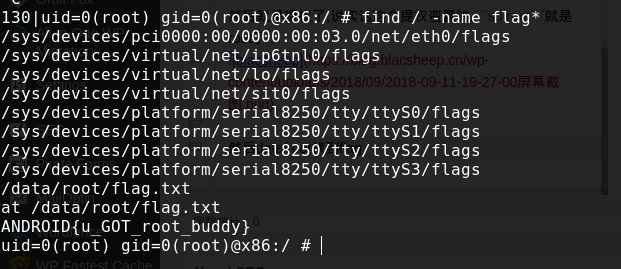 130|uid=0(root) gid=0(root)@x86:/ # find / -name flag*
/sys/devices/pci0000:00/0000:00:03.0/net/eth0/flags
/sys/devices/virtual/net/ip6tnl0/flags
/sys/devices/virtual/net/lo/flags
/sys/devices/virtual/net/sit0/flags
/sys/devices/platform/serial8250/tty/ttyS0/flags
/sys/devices/platform/serial8250/tty/ttyS1/flags
/sys/devices/platform/serial8250/tty/ttyS2/flags
/sys/devices/platform/serial8250/tty/ttyS3/flags
/data/root/flag.txt
at /data/root/flag.txt
ANDROID{u_GOT_root_buddy}
uid=0(root) gid=0(root)@x86:/ #
WP Fastest Cache